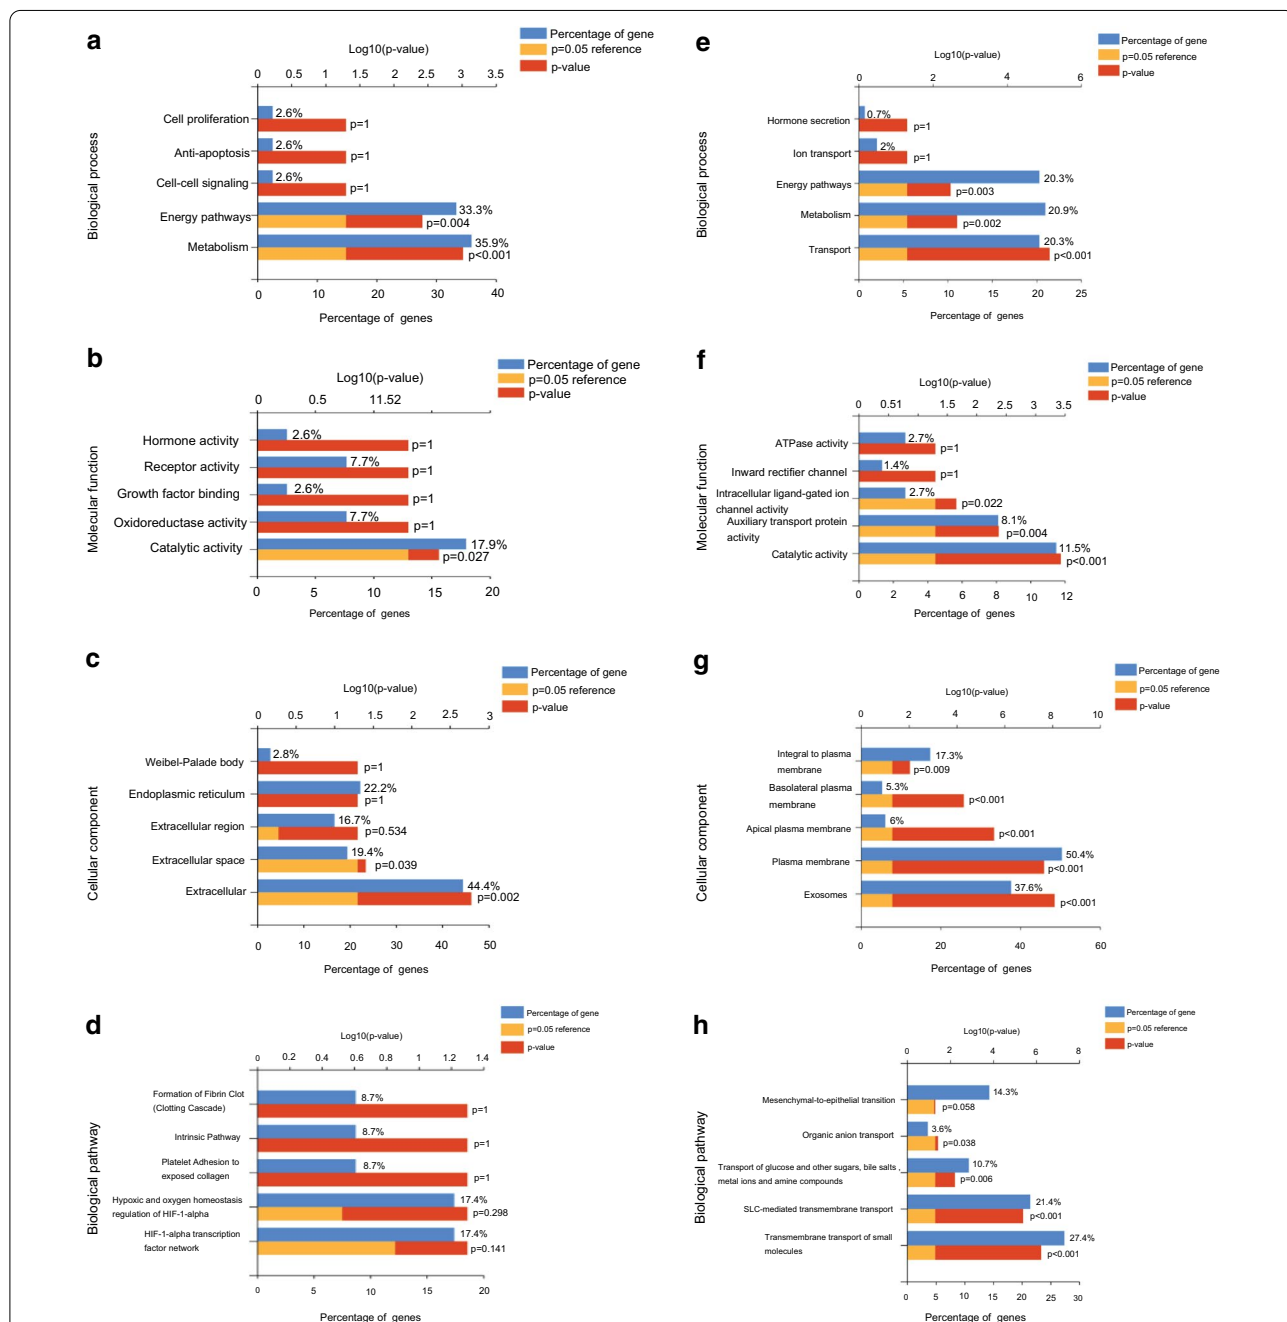 a
Log10(p-value)
Percentage of gene
p=0.05 reference
p-value
0 0.5 1 1.5 2 2.5 3 3.5
Biological process
Cell proliferation 2.6% p=1
Anti-apoptosis 2.6% p=1
Cell-cell signaling 2.6% p=1
Energy pathways 33.3% p=0.004
Metabolism 35.9% p<0.001
0 10 20 30 40
Percentage of genes
b
Log10(p-value)
Percentage of gene
p=0.05 reference
p-value
0 0.5 11.52
Molecular function
Hormone activity 2.6% p=1
Receptor activity 7.7% p=1
Growth factor binding 2.6% p=1
Oxidoreductase activity 7.7% p=1
Catalytic activity 17.9% p=0.027
0 5 10 15 20
Percentage of genes
c
Log10(p-value)
Percentage of gene
p=0.05 reference
p-value
0 0.5 1 1.5 2 2.5 3
Cellular component
Weibel-Palade body 2.8% p=1
Endoplasmic reticulum 22.2% p=1
Extracellular region 16.7% p=0.534
Extracellular space 19.4% p=0.039
Extracellular 44.4% p=0.002
0 10 20 30 40 50
Percentage of genes
d
Log10(p-value)
Percentage of gene
p=0.05 reference
p-value
0 0.2 0.4 0.6 0.8 1 1.2 1.4
Biological pathway
Formation of Fibrin Clot 8.7%
(Clotting Cascade) p=1
Intrinsic Pathway 8.7% p=1
Platelet Adhesion to 8.7%
exposed collagen p=1
Hypoxic and oxygen homeostasis 17.4%
regulation of HIF-1-alpha p=0.298
HIF-1-alpha transcription 17.4%
factor network p=0.141
0 5 10 15 20
Percentage of genes
e
Log10(p-value)
Percentage of gene
p=0.05 reference
p-value
0 2 4 6
Biological process
Hormone secretion 0.7% p=1
Ion transport 2% p=1
Energy pathways 20.3% p=0.003
Metabolism 20.9% p=0.002
Transport 20.3% p<0.001
0 5 10 15 20 25
Percentage of genes
f
Log10(p-value)
Percentage of gene
p=0.05 reference
p-value
0 0.51 1.5 2 2.5 3 3.5
Molecular function
ATPase activity 2.7% p=1
Inward rectifier channel 1.4% p=1
Intracellular ligand-gated ion 2.7%
channel activity p=0.022
Auxiliary transport protein 8.1%
activity p=0.004
Catalytic activity 11.5% p<0.001
0 2 4 6 8 10 12
Percentage of genes
g
Log10(p-value)
Percentage of gene
p=0.05 reference
p-value
0 2 4 6 8 10
Cellular component
Integral to plasma 17.3%
membrane p=0.009
Basolateral plasma 5.3%
membrane p<0.001
Apical plasma membrane 6% p<0.001
Plasma membrane 50.4% p<0.001
Exosomes 37.6% p<0.001
0 20 40 60
Percentage of genes
h
Log10(p-value)
Percentage of gene
p=0.05 reference
p-value
0 2 4 6 8
Biological pathway
Mesenchymal-to-epithelial transition 14.3% p=0.058
Organic anion transport 3.6% p=0.038
Transport of glucose and other sugars, bile salts, 10.7%
metal ions and amine compounds p=0.006
SLC-mediated transmembrane transport 21.4% p<0.001
Transmembrane transport of small 27.4%
molecules p<0.001
0 5 10 15 20 25 30
Percentage of genes